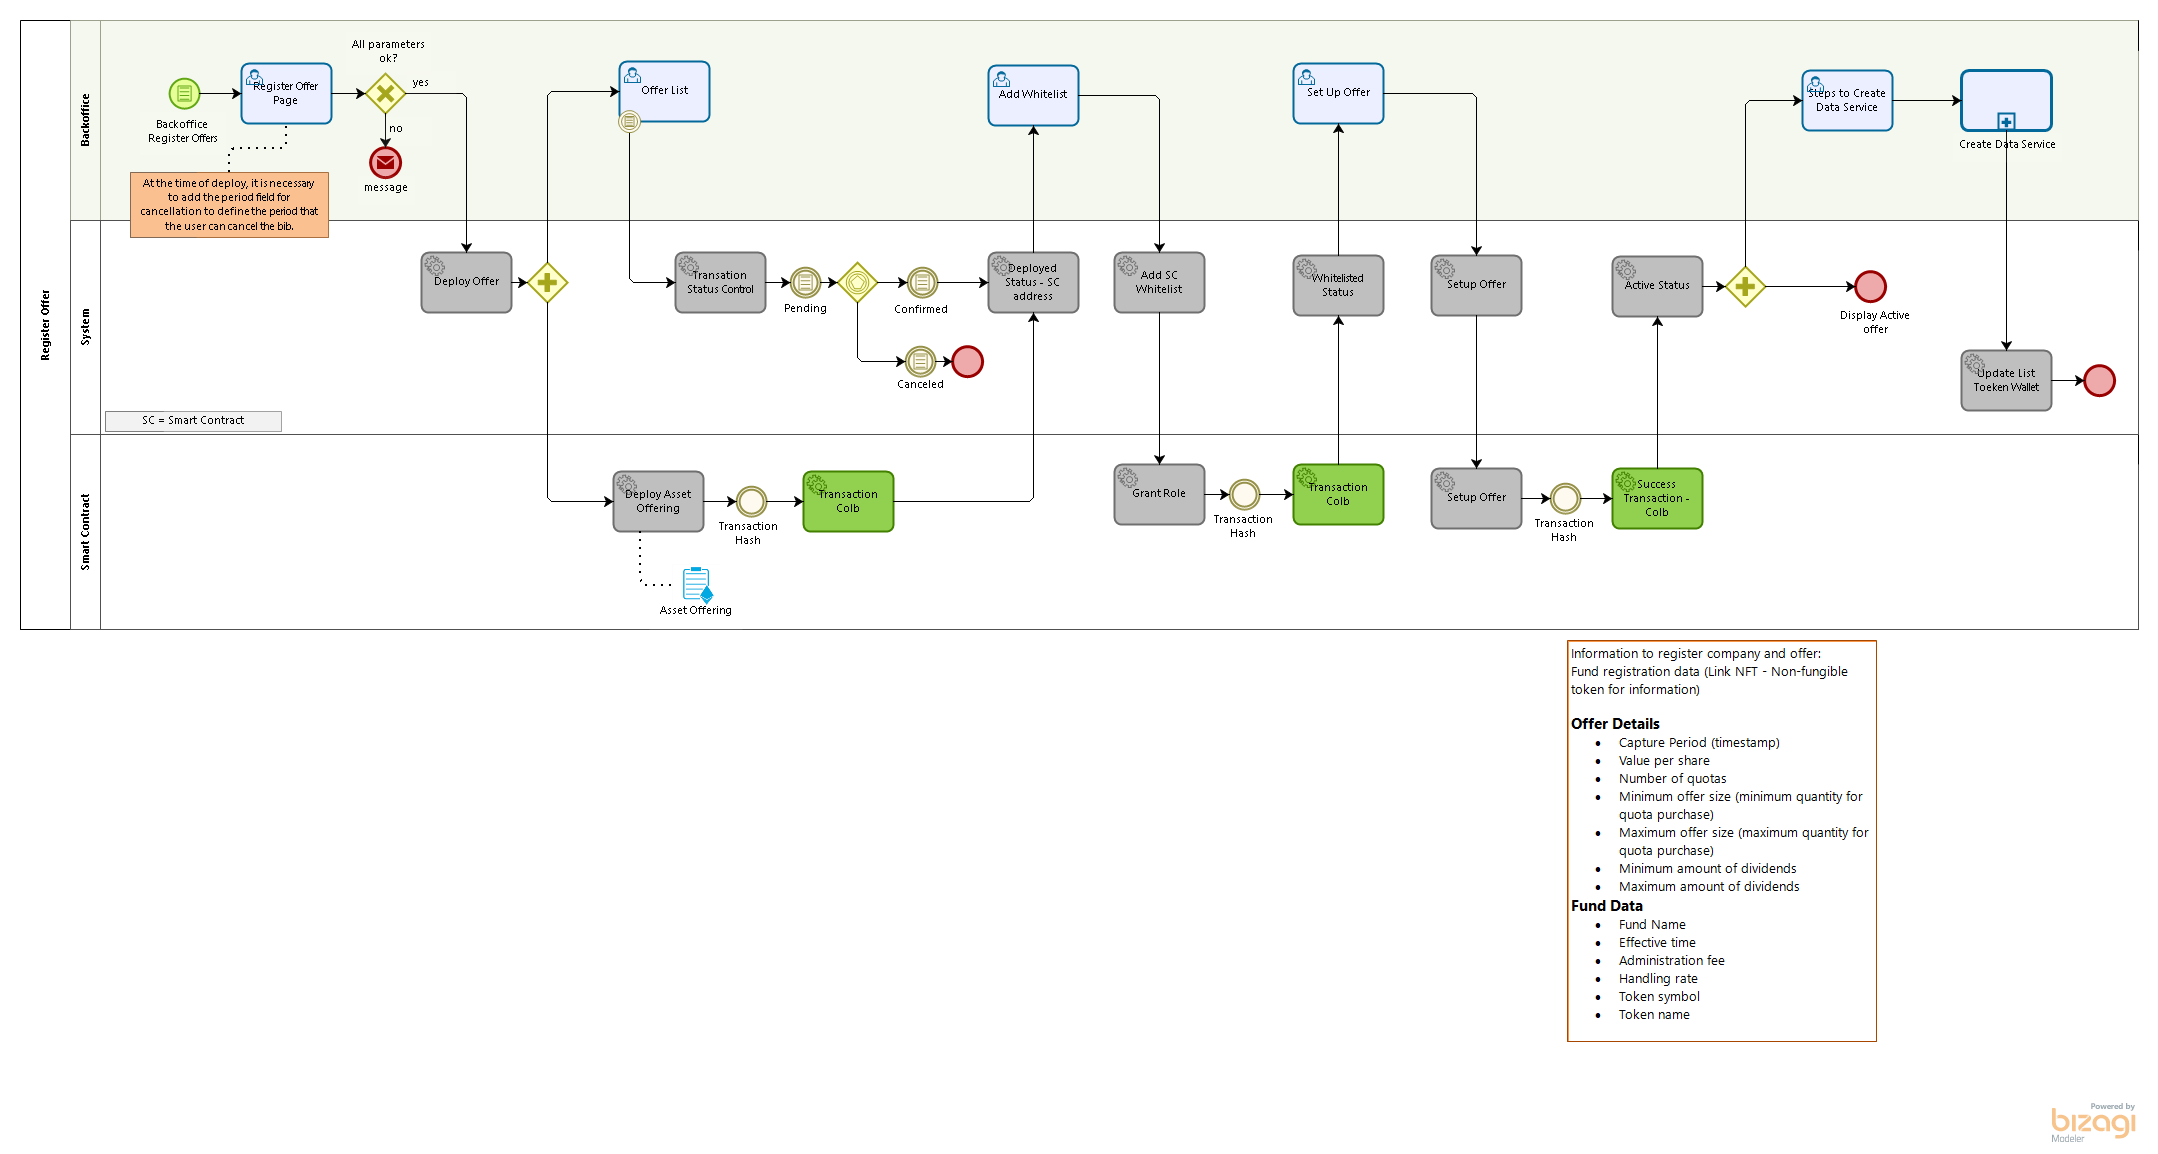 Register Offer
Backoffice
System
Smart Contract
Backoffice
Register Offers
Register Offer
Page
All parameters
ok?
yes
no
message
At the time of deploy, it is necessary
to add the period field for
cancellation to define the period that
the user can cancel the bib.
Offer List
Add Whitelist
Set Up Offer
Steps to Create
Data Service
Create Data Service
Deploy Offer
Transation
Status Control
Pending
Confirmed
Canceled
Deployed
Status - SC
address
Add SC
Whitelist
Whitelisted
Status
Setup Offer
Active Status
Display Active
offer
Update List
Toeken Wallet
SC = Smart Contract
Deploy Asset
Offering
Transaction
Hash
Transaction
Colb
Asset Offering
Grant Role
Transaction
Hash
Transaction
Colb
Setup Offer
Transaction
Hash
Success
Transaction -
Colb
Information to register company and offer:
Fund registration data (Link NFT - Non-fungible
token for information)
Offer Details
• Capture Period (timestamp)
• Value per share
• Number of quotas
• Minimum offer size (minimum quantity for
quota purchase)
• Maximum offer size (maximum quantity for
quota purchase)
• Minimum amount of dividends
• Maximum amount of dividends
Fund Data
• Fund Name
• Effective time
• Administration fee
• Handling rate
• Token symbol
• Token name
Powered by
bizagi
Modeler